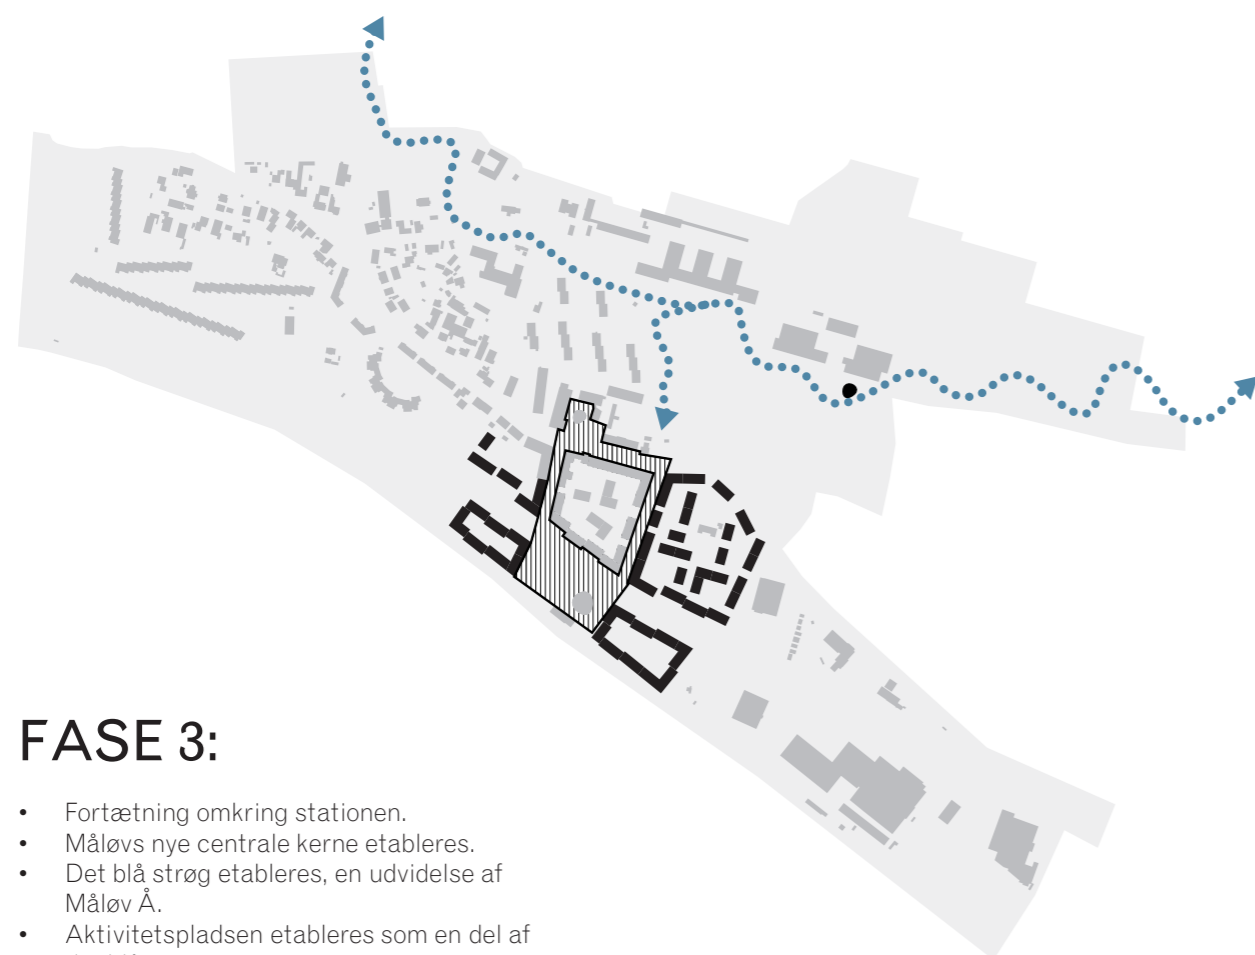 FASE 3:
• Fortætning omkring stationen.
• Måløvs nye centrale kerne etableres.
• Det blå strøg etableres, en udvidelse af
Måløv Å.
• Aktivitetspladsen etableres som en del af